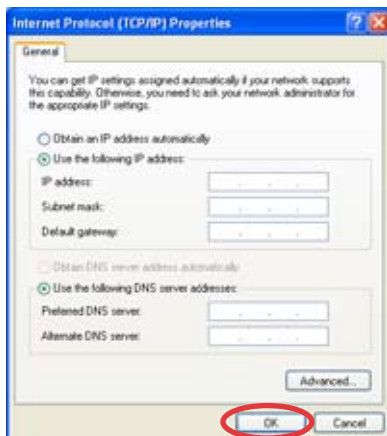 Internet Protocol (TCP/IP) Properties
General
You can get IP settings assigned automatically if your network supports
this capability. Otherwise, you need to ask your network administrator for
the appropriate IP settings.
Obtain an IP address automatically
Use the following IP address:
IP address:
Subnet mask:
Default gateway:
Obtain DNS server address automatically
Use the following DNS server addresses:
Preferred DNS server:
Alternate DNS server:
Advanced...
OK Cancel